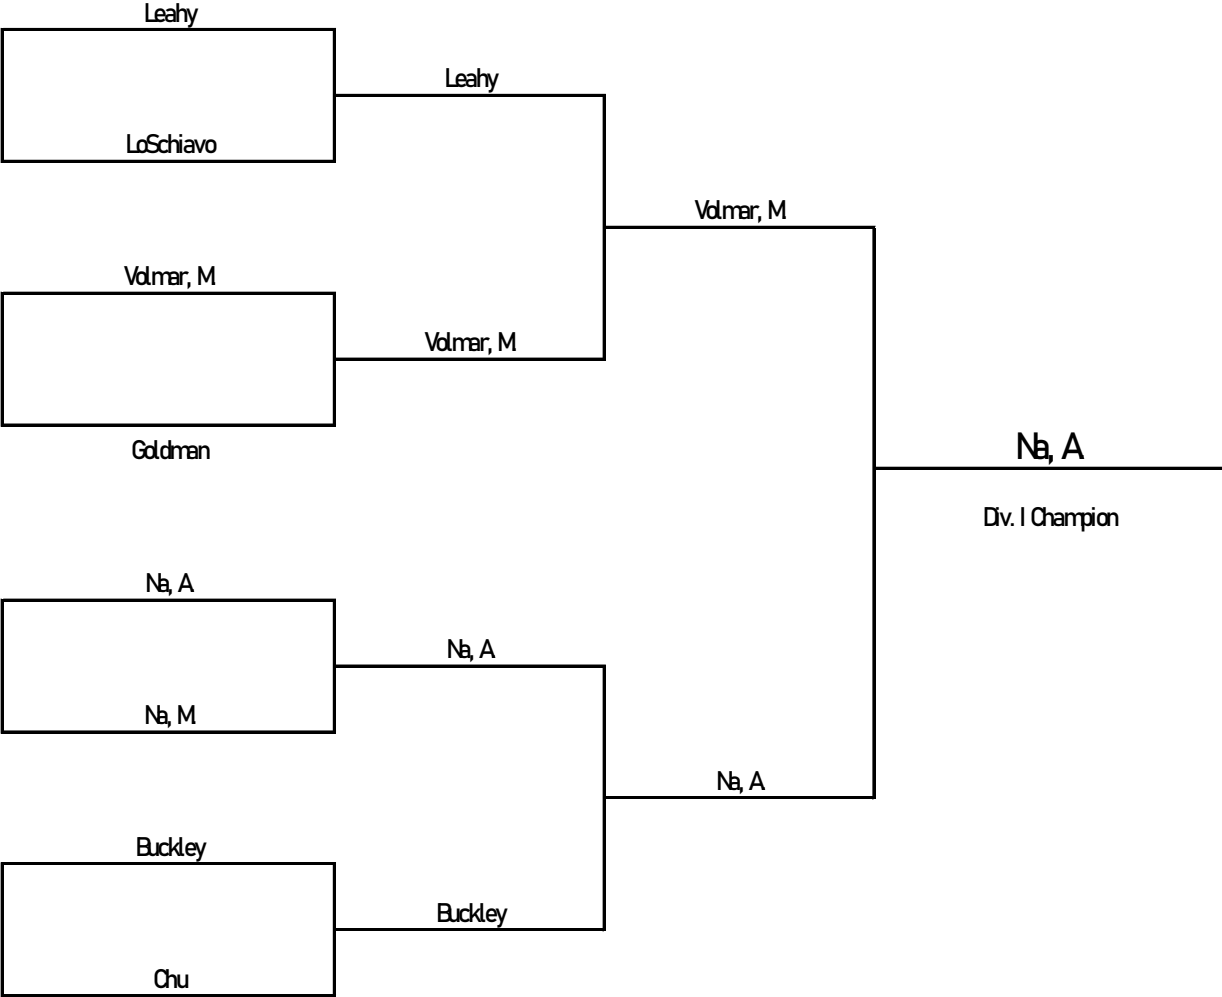 Leahy
Leahy
LoSchiavo
Volmar, M.
Volmar, M.
Volmar, M.
Goldman
Na, A.
Div. I Champion
Na, A.
Na, A.
Na, M.
Na, A.
Buckley
Buckley
Chu